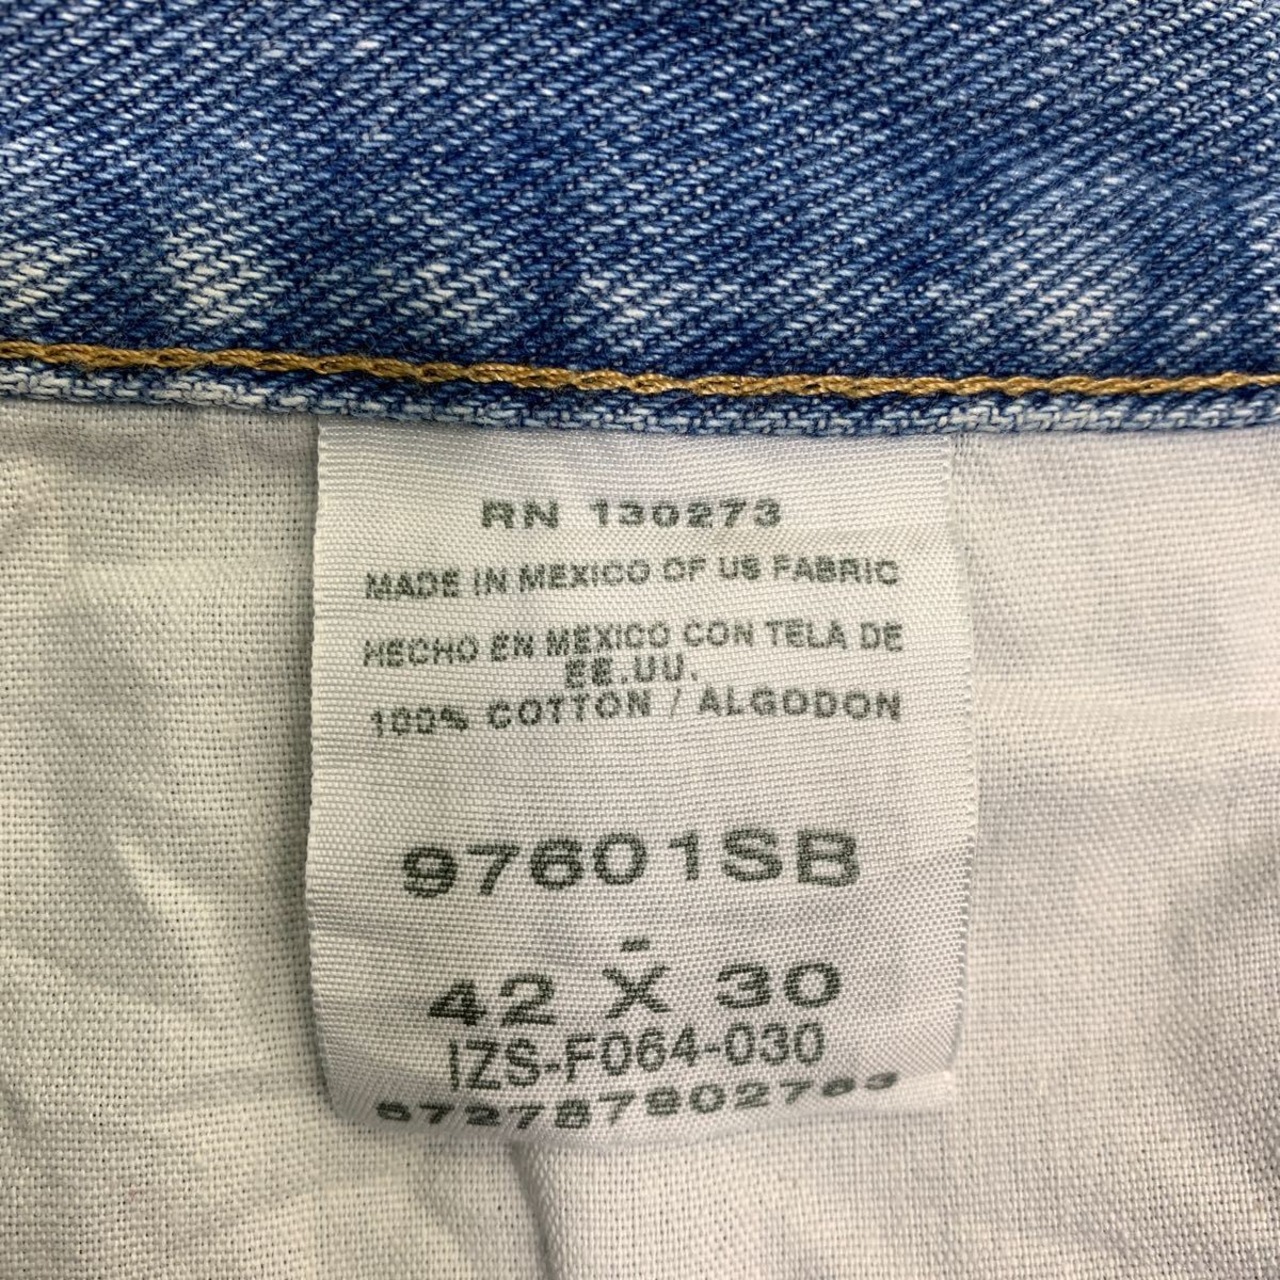 RN 130273
MADE IN MEXICO OF US FABRIC
HECHO EN MEXICO CON TELA DE
EE.UU.
100% COTTON / ALGODON
97601SB
-
42 X 30
IZS-F064-030